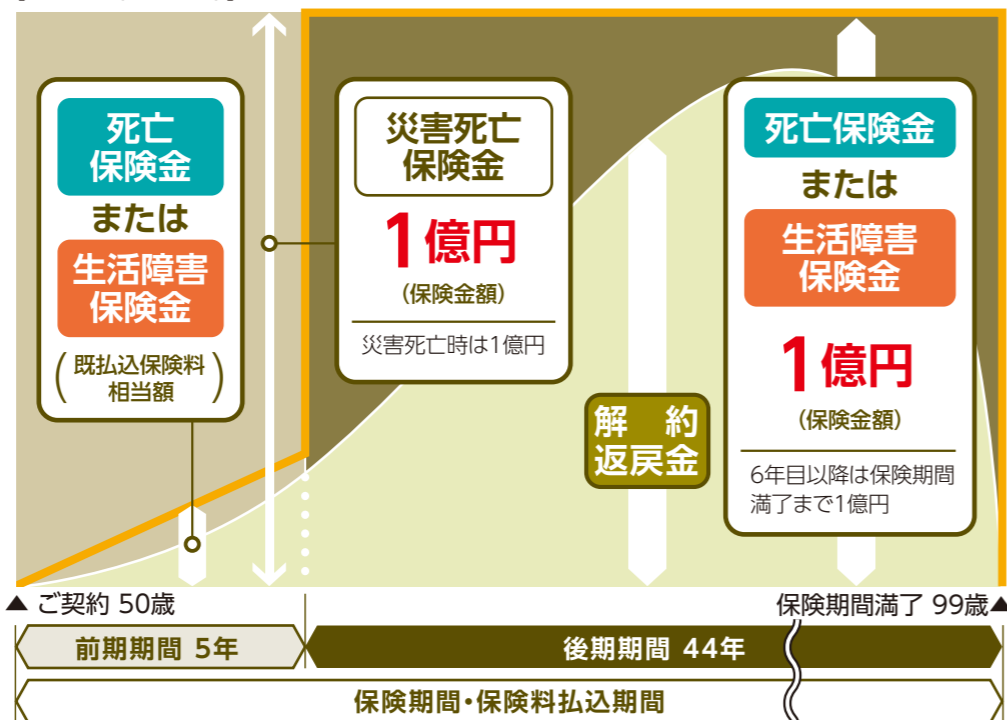 死亡
保険金
または
生活障害
保険金
(既払込保険料
相当額)
災害死亡
保険金
1億円
(保険金額)
災害死亡時は1億円
解約
返戻金
死亡保険金
または
生活障害
保険金
1億円
(保険金額)
6年目以降は保険期間
満了まで1億円
▲ ご契約 50歳
保険期間満了 99歳▲
前期期間 5年
後期期間 44年
保険期間・保険料払込期間